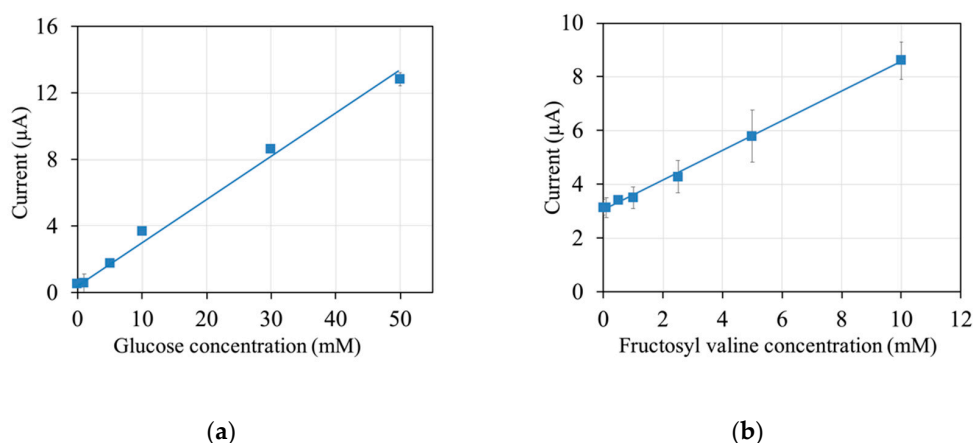 16
12
8
4
0
Current (µA)
0 10 20 30 40 50
Glucose concentration (mM)
(a)
10
8
6
4
2
0
Current (µA)
0 2 4 6 8 10 12
Fructosyl valine concentration (mM)
(b)